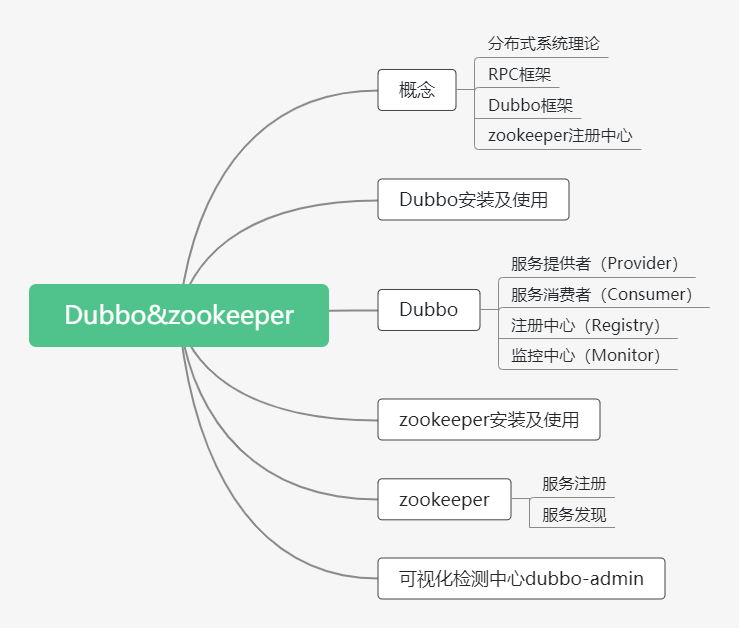 Dubbo&zookeeper
概念
分布式系统理论
RPC框架
Dubbo框架
zookeeper注册中心
Dubbo安装及使用
Dubbo
服务提供者（Provider）
服务消费者（Consumer）
注册中心（Registry）
监控中心（Monitor）
zookeeper安装及使用
zookeeper
服务注册
服务发现
可视化检测中心dubbo-admin